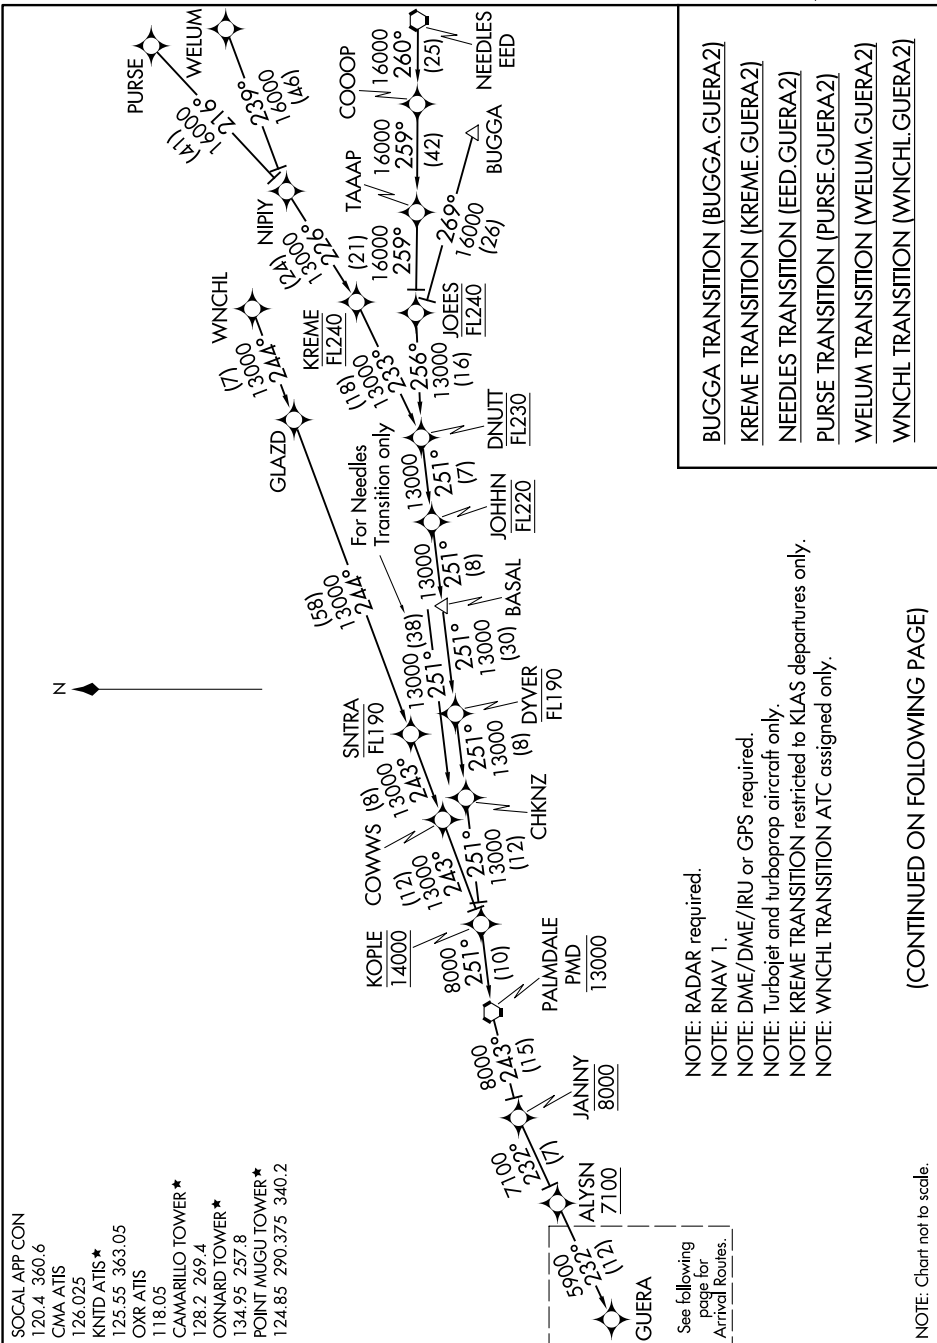 SOCAL APP CON
120.4 360.6
CMA ATIS
126.025
KNTD ATIS★
125.55 363.05
OXR ATIS
118.05
CAMARILLO TOWER★
128.2 269.4
OXNARD TOWER★
134.95 257.8
POINT MUGU TOWER★
124.85 290.375 340.2
N
PURSE
(41)
16000
216°
WELUM
239°
16000
(46)
NIPIY
(24)
13000
226°
WNCHL
(7)
13000
244°
GLAZD
(58)
13000
244°
SNTRA
FL190
(8)
13000
243°
COWWS
(12)
13000
243°
KREME
FL240
(18)
13000
233°
NEEDLES
EED
16000
260°
(25)
COOOP
16000
259°
(42)
TAAAP
(21)
16000
259°
BUGGA
269°
16000
(26)
JOEES
FL240
256°
13000
(16)
DNUTT
FL230
13000
251°
(7)
JOHHN
FL220
13000
251°
(8)
BASAL
For Needles
Transition only
13000 (38)
251°
251°
13000
(30)
DYVER
FL190
251°
13000
(8)
CHKNZ
251°
13000
(12)
KOPLE
14000
8000
251°
(10)
PALMDALE
PMD
13000
8000
243°
(15)
JANNY
8000
7100
232°
(7)
ALYSN
7100
5900
232°
(12)
GUERA
See following
page for
Arrival Routes.
BUGGA TRANSITION (BUGGA.GUERA2)
KREME TRANSITION (KREME.GUERA2)
NEEDLES TRANSITION (EED.GUERA2)
PURSE TRANSITION (PURSE.GUERA2)
WELUM TRANSITION (WELUM.GUERA2)
WNCHL TRANSITION (WNCHL.GUERA2)
NOTE: RADAR required.
NOTE: RNAV 1.
NOTE: DME/DME/IRU or GPS required.
NOTE: Turbojet and turboprop aircraft only.
NOTE: KREME TRANSITION restricted to KLAS departures only.
NOTE: WNCHL TRANSITION ATC assigned only.
(CONTINUED ON FOLLOWING PAGE)
NOTE: Chart not to scale.